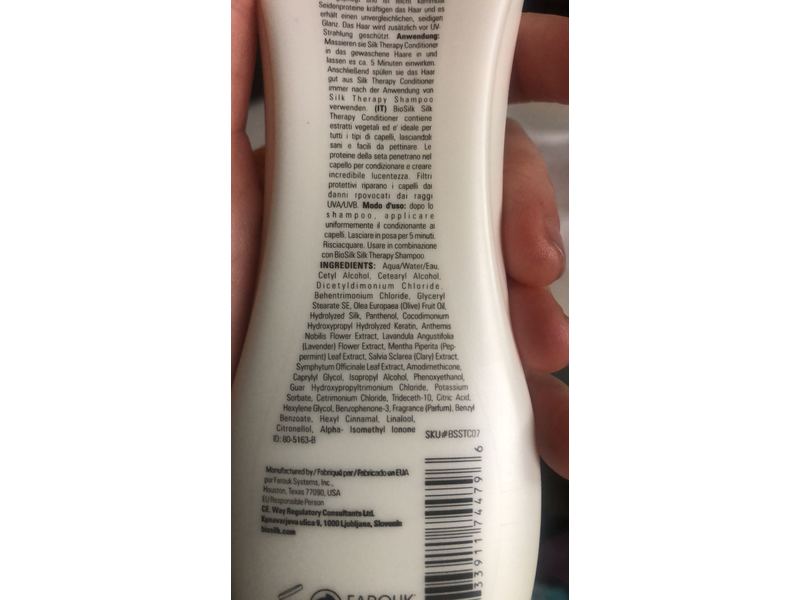 Seidenproteine kräftigen das Haar und es
erhält einen unvergleichlichen, seidigen
Glanz. Das Haar wird zusätzlich vor UV-
Strahlung geschützt. Anwendung:
Massieren sie Silk Therapy Conditioner
in das gewaschene Haare in und
lassen es ca. 5 Minuten einwirken.
Anschließend spülen sie das Haar
gut aus Silk Therapy Conditioner
immer nach der Anwendung von
Silk Therapy Shampoo
verwenden. (IT) BioSilk Silk
Therapy Conditioner contiene
estratti vegetali ed e' ideale per
tutti i tipi di capelli, lasciandoli
sani e facili da pettinare. Le
proteine della seta penetrano nel
capello per condizionare e creare
incredibile lucentezza. Filtri
protettivi riparano i capelli dai
danni rpovocati dai raggi
UVA/UVB. Modo d'uso: dopo lo
shampoo, applicare
uniformemente il condizionante ai
capelli. Lasciare in posa per 5 minuti.
Risciacquare. Usare in combinazione
con BioSilk Silk Therapy Shampoo
INGREDIENTS: Aqua/Water/Eau,
Cetyl Alcohol, Cetearyl Alcohol,
Dicetyldimonium Chloride,
Behentrimonium Chloride, Glyceryl
Stearate SE, Olea Europaea (Olive) Fruit Oil,
Hydrolyzed Silk, Panthenol, Cocodimonium
Hydroxypropyl Hydrolyzed Keratin, Anthemis
Nobilis Flower Extract, Lavandula Angustifolia
(Lavender) Flower Extract, Mentha Piperita (Pep-
permint) Leaf Extract, Salvia Sclarea (Clary) Extract,
Symphytum Officinale Leaf Extract, Amodimethicone,
Caprylyl Glycol, Isopropyl Alcohol, Phenoxyethanol,
Guar Hydroxypropyltrimonium Chloride, Potassium
Sorbate, Cetrimonium Chloride, Trideceth-10, Citric Acid,
Hexylene Glycol, Benzophenone-3, Fragrance (Parfum), Benzyl
Benzoate, Hexyl Cinnamal, Linalool,
Citronellol, Alpha- Isomethyl Ionone
ID: 80-5163-B
SKU#BSSTC07
Manufactured by / Fabriqué par / Fabricado en EUA
por Farouk Systems, Inc.,
Houston, Texas 77090, USA
EU Responsible Person
CE. Way Regulatory Consultants Ltd.
Kersnikova ulica 9, 1000 Ljubljana, Slovenia
biosilk.com
33911 74479 6
FAROUK